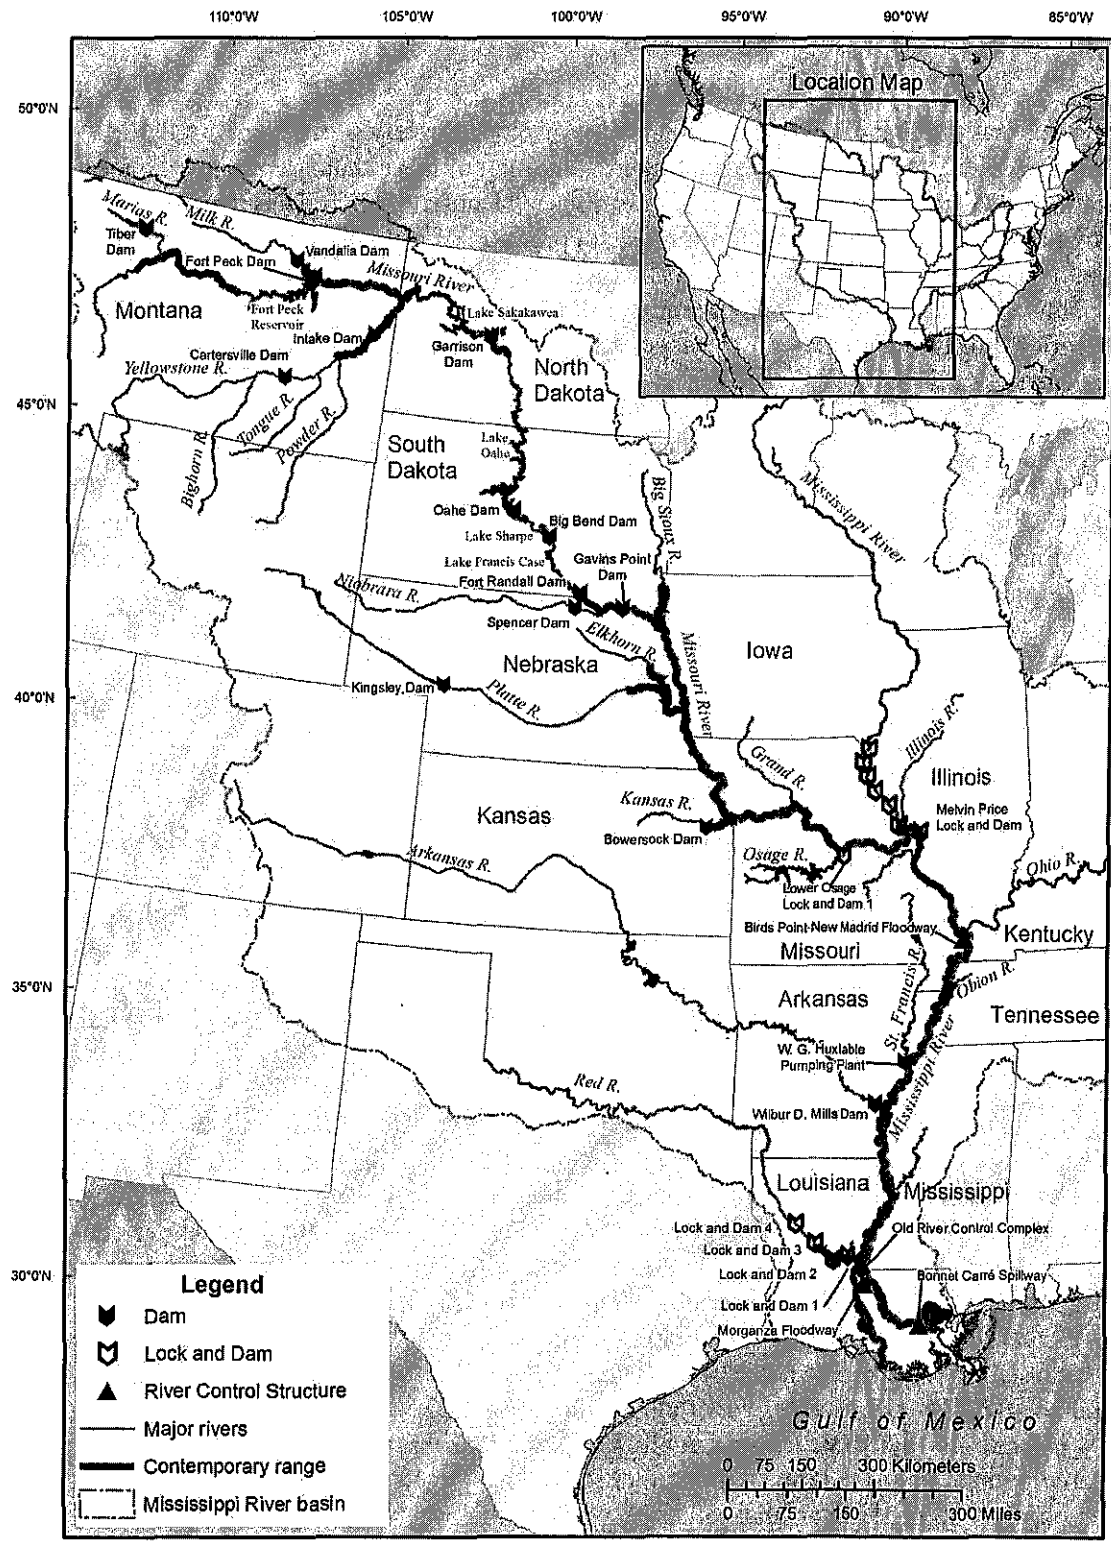 110°0'W
105°0'W
100°0'W
95°0'W
90°0'W
85°0'W
Location Map
50°0'N
Marias R.
Milk R.
Tiber
Dam
Vandalia Dam
Fort Peck Dam
Missouri River
Montana
Fort Peck
Reservoir
Lake Sakakawea
Intake Dam
Garrison
Dam
Cartersville Dam
Yellowstone R.
North
Dakota
45°0'N
Tongue R.
Powder R.
Bighorn R.
South
Dakota
Lake
Oahe
Big Sioux R.
Mississippi River
Oahe Dam
Big Bend Dam
Lake Sharpe
Lake Francis Case
Gavins Point
Dam
Fort Randall Dam
Niobrara R.
Spencer Dam
Elkhorn R.
Missouri River
Iowa
Nebraska
Kingsley Dam
Platte R.
40°0'N
Grand R.
Illinois R.
Illinois
Kansas R.
Kansas
Melvin Price
Lock and Dam
Bowersock Dam
Arkansas R.
Osage R.
Ohio R.
Lower Osage
Lock and Dam 1
Birds Point-New Madrid Floodway
Kentucky
Missouri
35°0'N
Obion R.
Arkansas
St. Francis R.
Tennessee
W. G. Huxlable
Pumping Plant
Mississippi River
Red R.
Wilbur D. Mills Dam
Louisiana
Mississippi
Lock and Dam 4
Old River Control Complex
Lock and Dam 3
Lock and Dam 2
Bonnet Carré Spillway
30°0'N
Lock and Dam 1
Morganza Floodway
Legend
Dam
Lock and Dam
River Control Structure
Major rivers
Contemporary range
Mississippi River basin
Gulf of Mexico
0 75 150 300 Kilometers
0 75 150 300 Miles